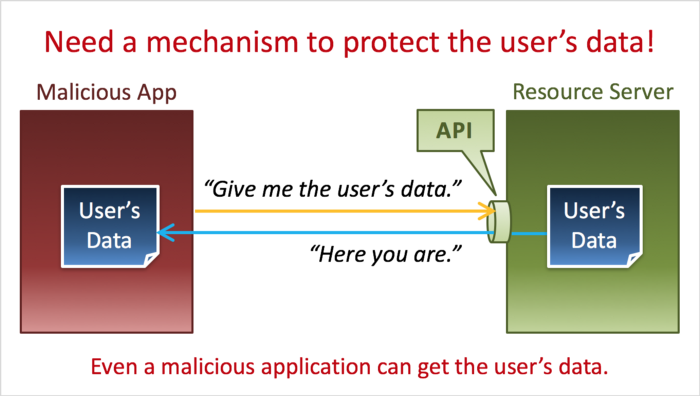 Need a mechanism to protect the user’s data!
Malicious App
Resource Server
API
“Give me the user’s data.”
User’s
Data
User’s
Data
“Here you are.”
Even a malicious application can get the user’s data.